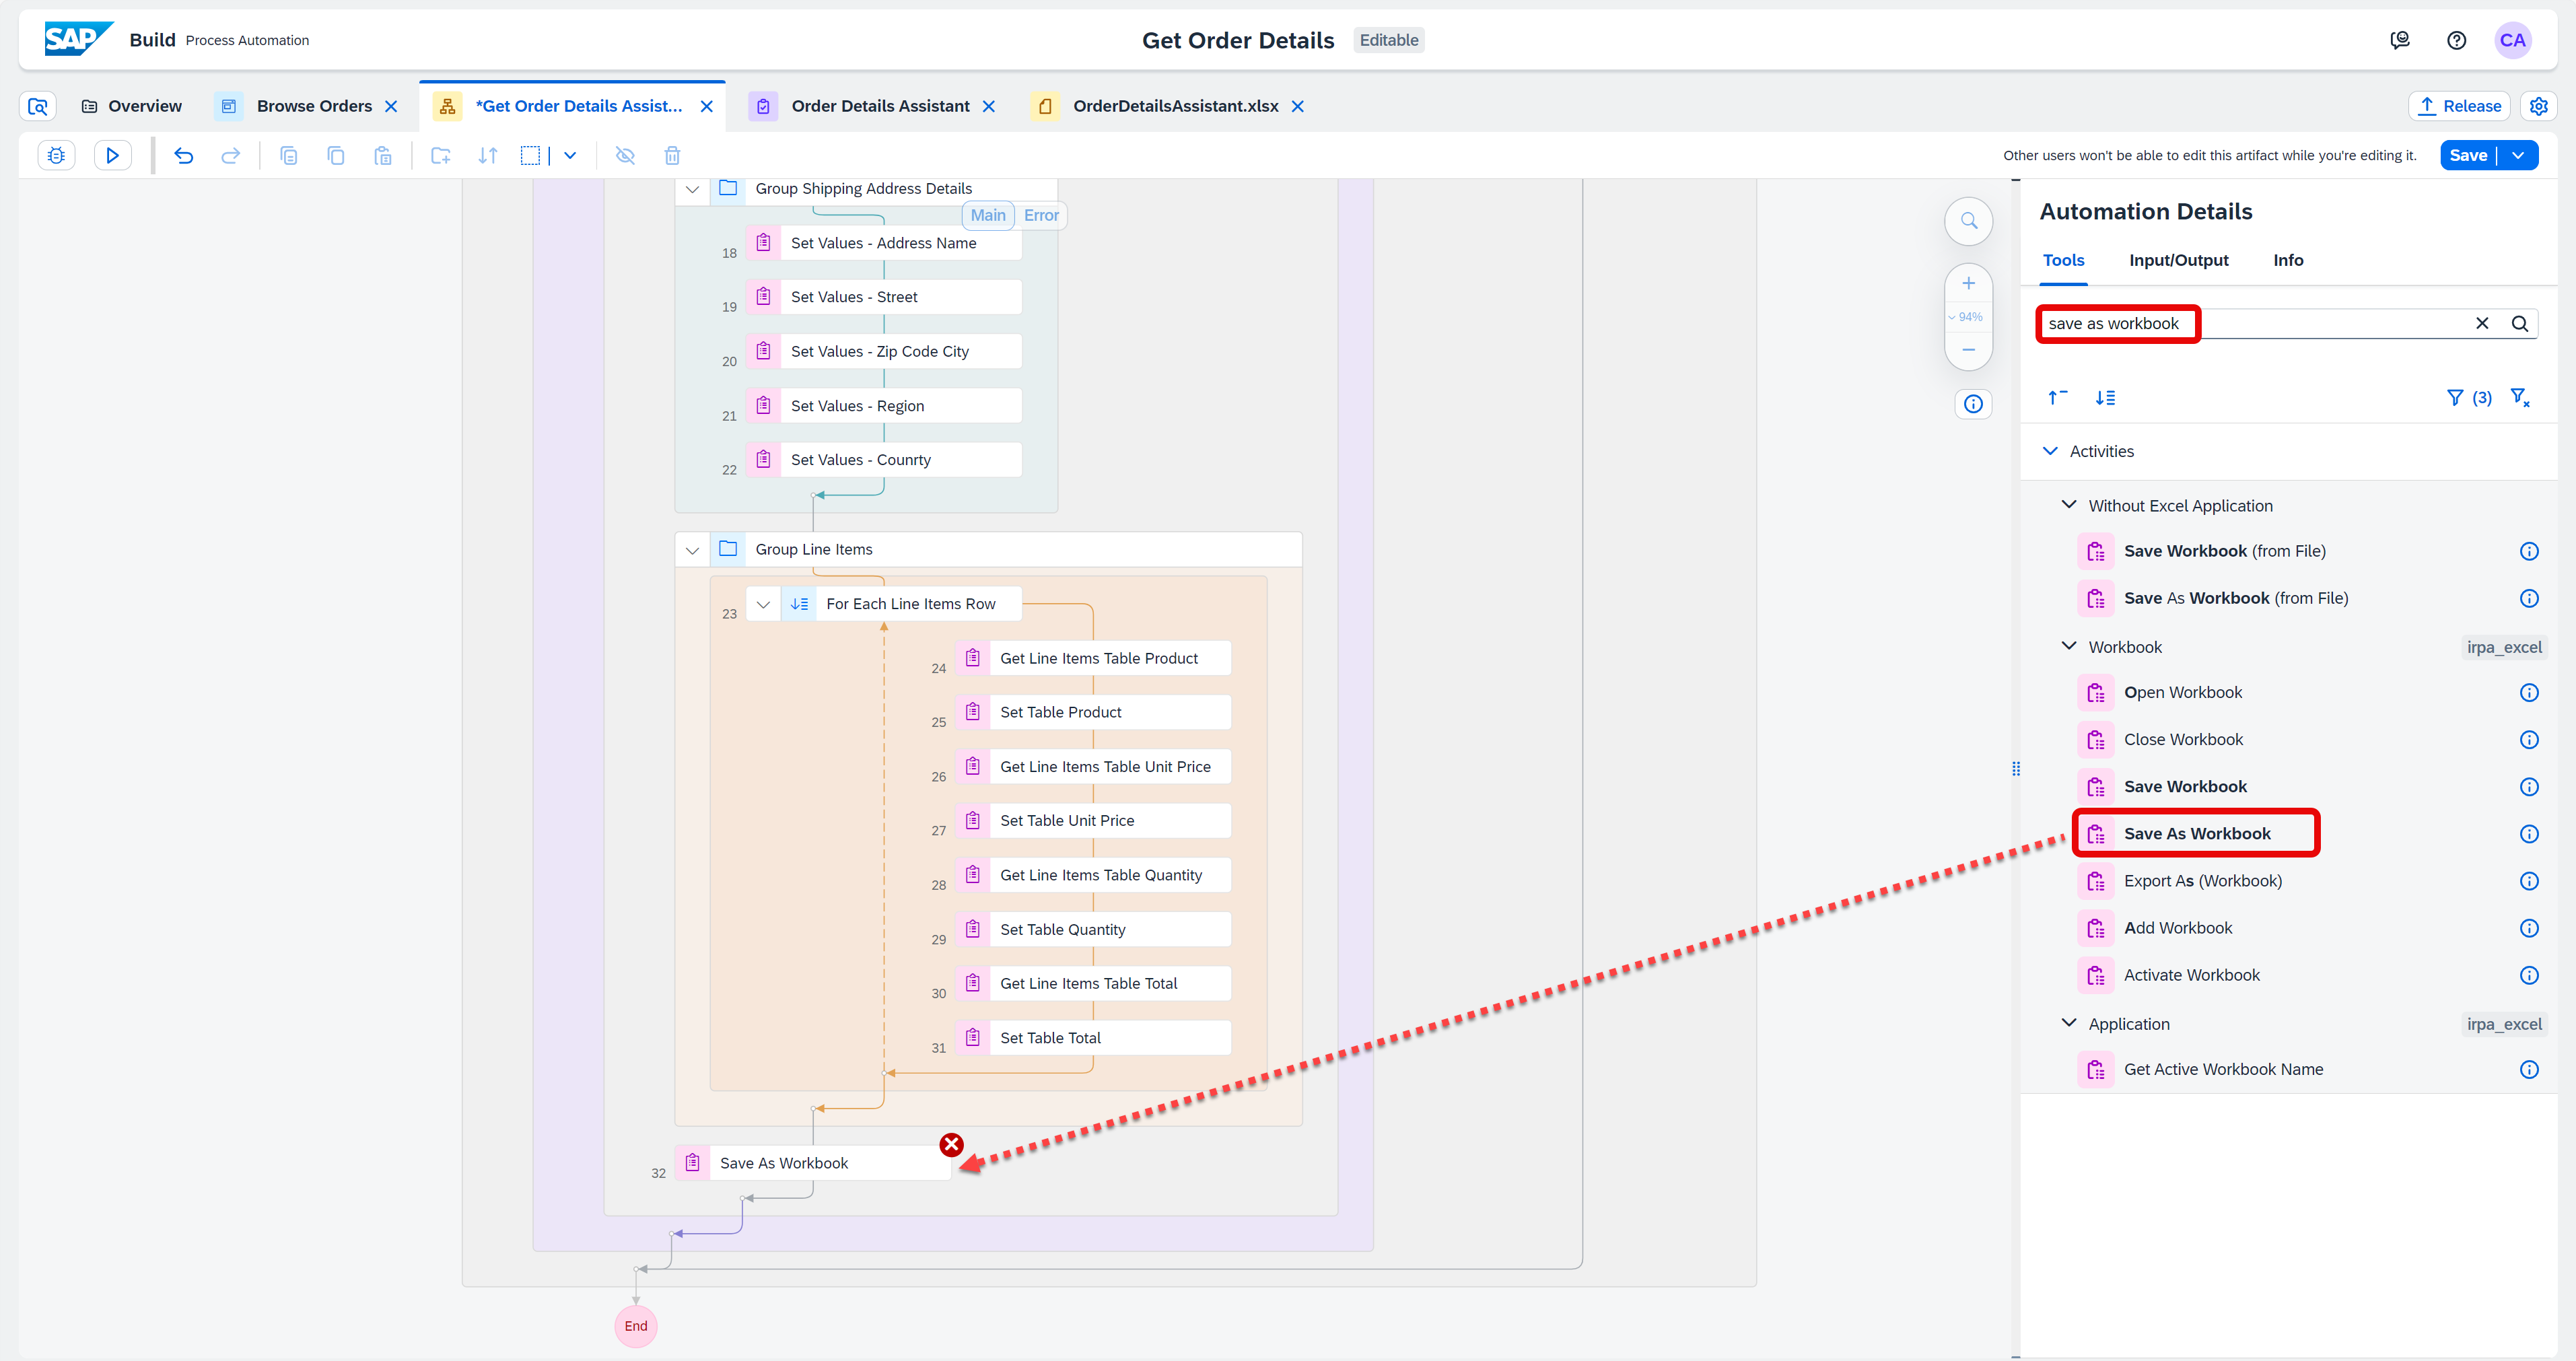 SAP Build Process Automation
Get Order Details Editable
CA
Overview
Browse Orders
*Get Order Details Assist...
Order Details Assistant
OrderDetailsAssistant.xlsx
Release
Other users won't be able to edit this artifact while you're editing it.
Save
Group Shipping Address Details
Main Error
18 Set Values - Address Name
19 Set Values - Street
20 Set Values - Zip Code City
21 Set Values - Region
22 Set Values - Counrty
Group Line Items
23 For Each Line Items Row
24 Get Line Items Table Product
25 Set Table Product
26 Get Line Items Table Unit Price
27 Set Table Unit Price
28 Get Line Items Table Quantity
29 Set Table Quantity
30 Get Line Items Table Total
31 Set Table Total
32 Save As Workbook
End
94%
Automation Details
Tools Input/Output Info
save as workbook
(3)
Activities
Without Excel Application
Save Workbook (from File)
Save As Workbook (from File)
Workbook irpa_excel
Open Workbook
Close Workbook
Save Workbook
Save As Workbook
Export As (Workbook)
Add Workbook
Activate Workbook
Application irpa_excel
Get Active Workbook Name